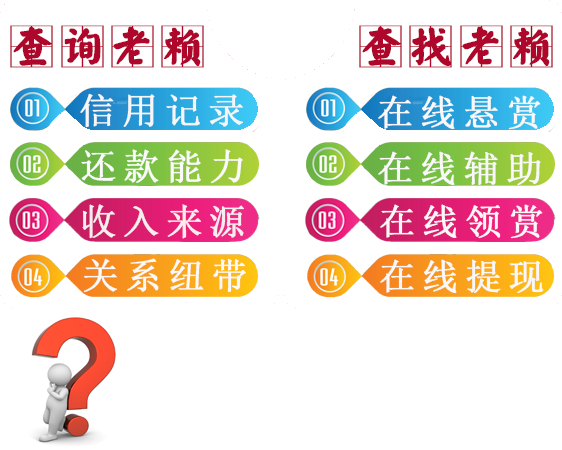 查询老赖
01 信用记录
02 还款能力
03 收入来源
04 关系纽带
查找老赖
01 在线悬赏
02 在线辅助
03 在线领赏
04 在线提现